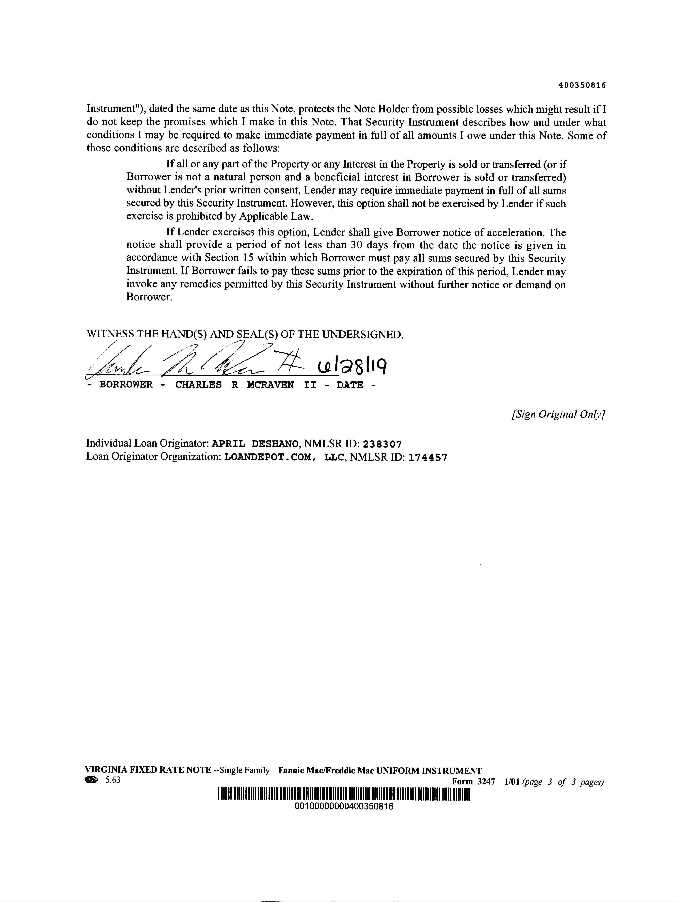 400350816
Instrument"), dated the same date as this Note, protects the Note Holder from possible losses which might result if I
do not keep the promises which I make in this Note. That Security Instrument describes how and under what
conditions I may be required to make immediate payment in full of all amounts I owe under this Note. Some of
those conditions are described as follows:
If all or any part of the Property or any Interest in the Property is sold or transferred (or if
Borrower is not a natural person and a beneficial interest in Borrower is sold or transferred)
without Lender's prior written consent, Lender may require immediate payment in full of all sums
secured by this Security Instrument. However, this option shall not be exercised by Lender if such
exercise is prohibited by Applicable Law.
If Lender exercises this option, Lender shall give Borrower notice of acceleration. The
notice shall provide a period of not less than 30 days from the date the notice is given in
accordance with Section 15 within which Borrower must pay all sums secured by this Security
Instrument. If Borrower fails to pay these sums prior to the expiration of this period, Lender may
invoke any remedies permitted by this Security Instrument without further notice or demand on
Borrower.
WITNESS THE HAND(S) AND SEAL(S) OF THE UNDERSIGNED.
6/28/19
- BORROWER - CHARLES R MCRAVEN II - DATE -
[Sign Original Only]
Individual Loan Originator: APRIL DESHANO, NMLSR ID: 238307
Loan Originator Organization: LOANDEPOT.COM, LLC, NMLSR ID: 174457
VIRGINIA FIXED RATE NOTE --Single Family Fannie Mae/Freddie Mac UNIFORM INSTRUMENT
5.63 Form 3247 1/01 (page 3 of 3 pages)
00100000000400350816